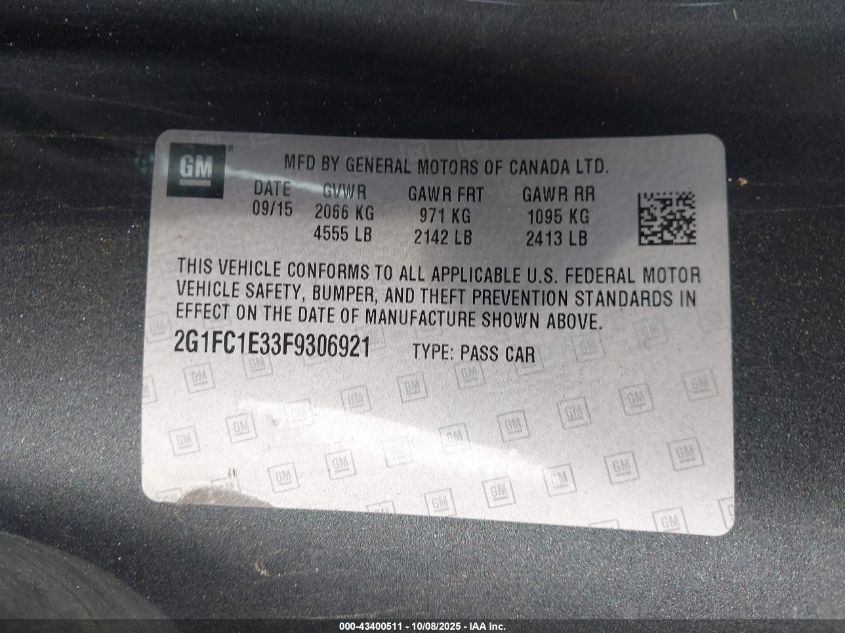 GM
MFD BY GENERAL MOTORS OF CANADA LTD.
DATE GVWR GAWR FRT GAWR RR
09/15 2066 KG 971 KG 1095 KG
4555 LB 2142 LB 2413 LB
THIS VEHICLE CONFORMS TO ALL APPLICABLE U.S. FEDERAL MOTOR
VEHICLE SAFETY, BUMPER, AND THEFT PREVENTION STANDARDS IN
EFFECT ON THE DATE OF MANUFACTURE SHOWN ABOVE.
2G1FC1E33F9306921 TYPE: PASS CAR
000-43400511 - 10/08/2025 - IAA Inc.